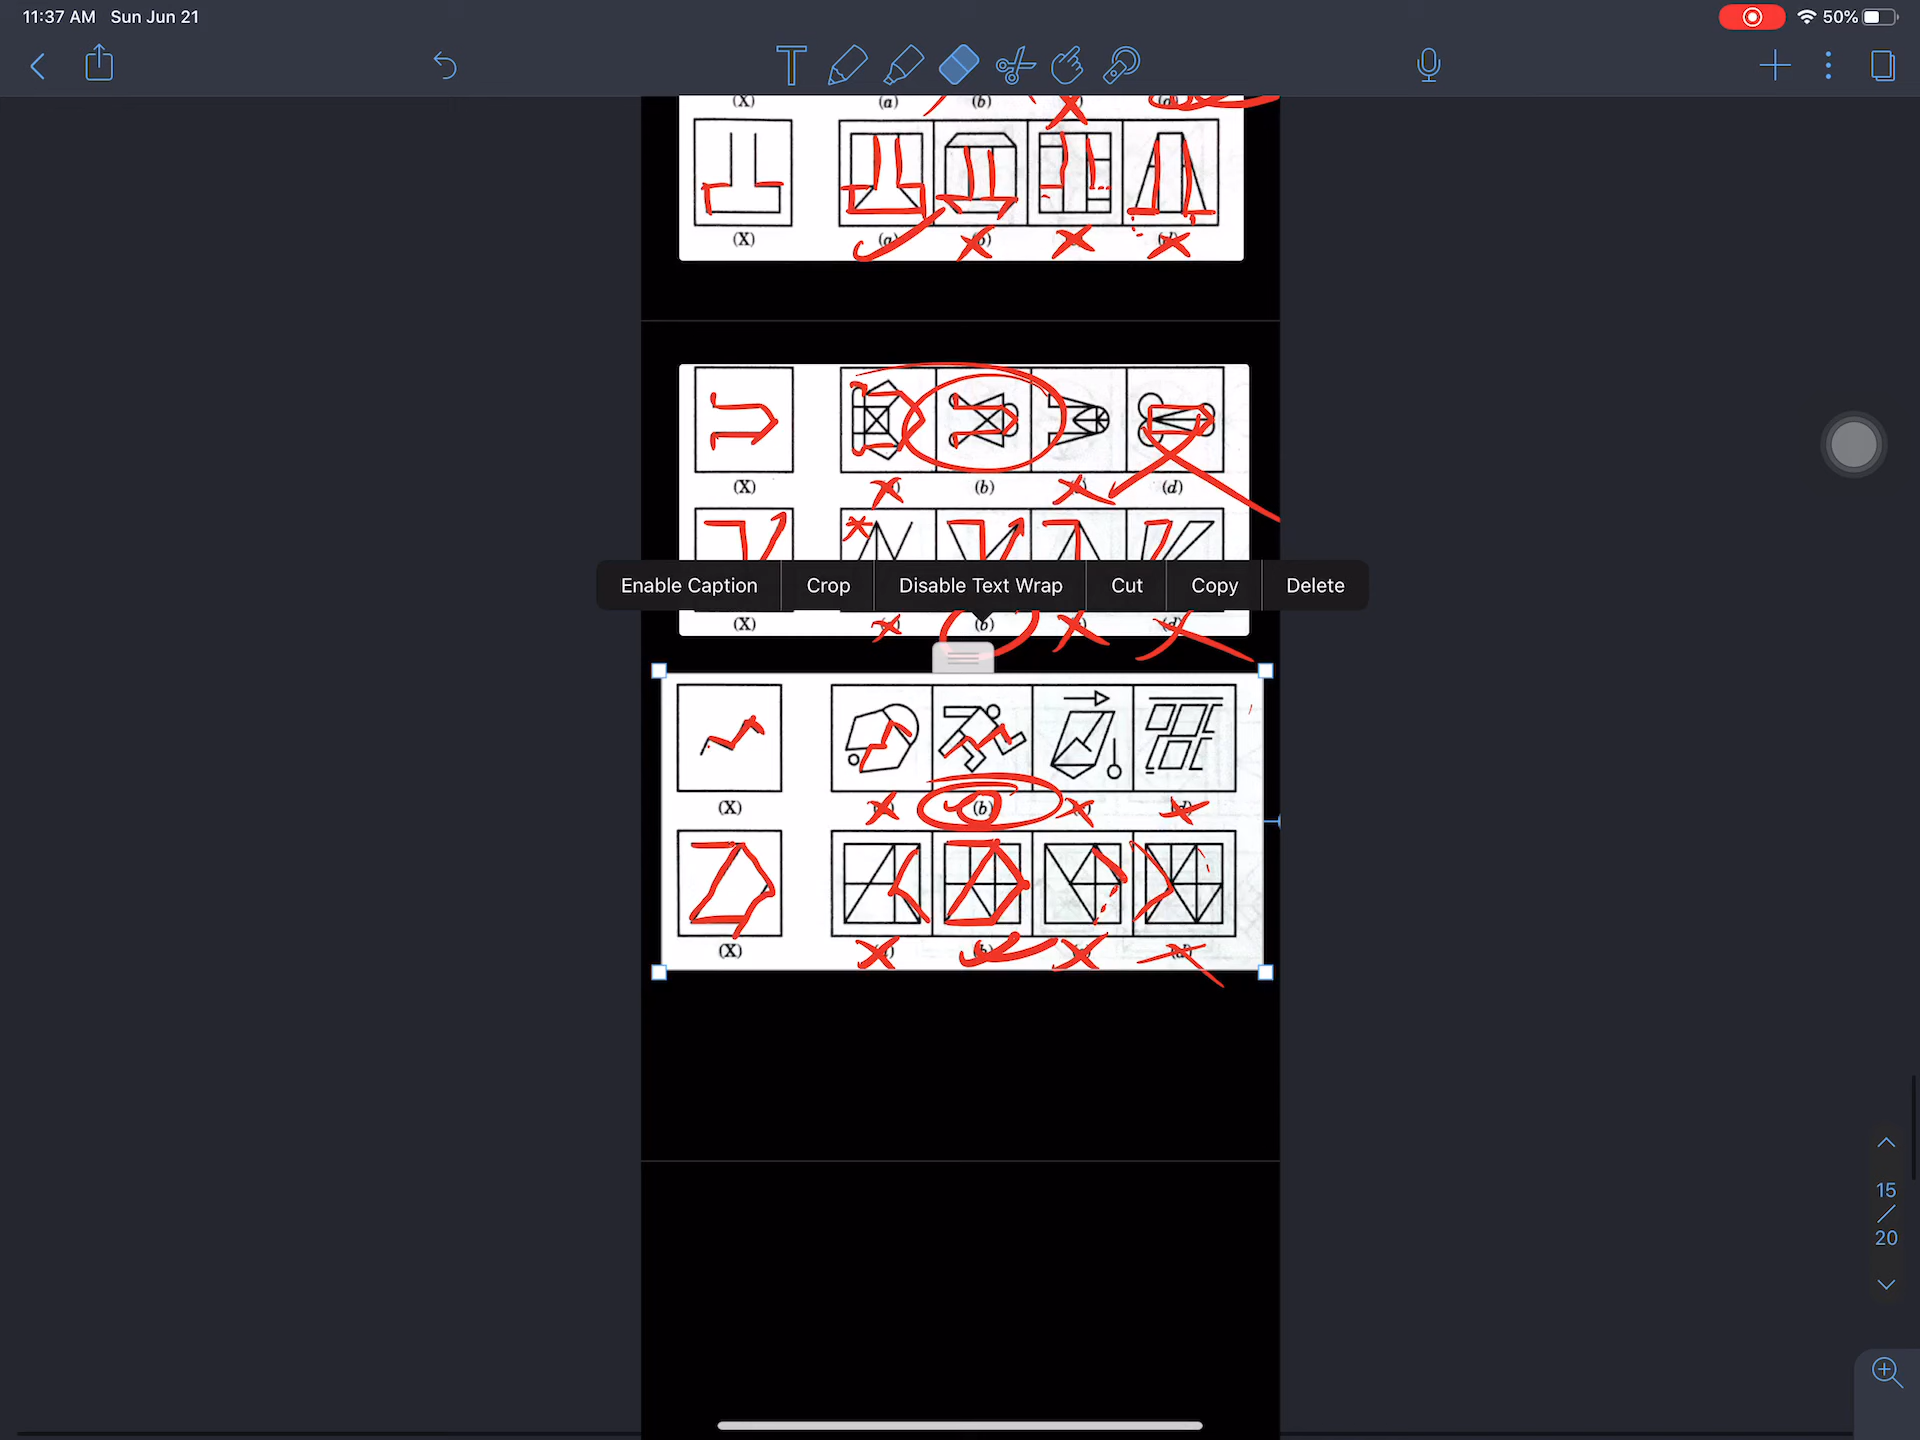 11:37 AM Sun Jun 21
50%
(X) (a) (b)
(X) (a)
(X) (b) (d)
Enable Caption Crop Disable Text Wrap Cut Copy Delete
(X) (b) (d)
(X) (b) (d)
(X) (b) (d)
15
/
20